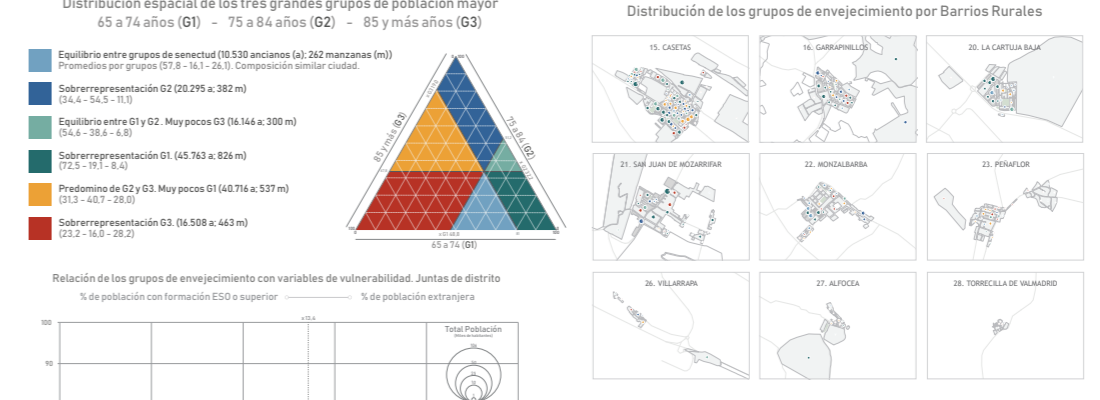 Distribución espacial de los tres grandes grupos de población mayor
65 a 74 años (G1) - 75 a 84 años (G2) - 85 y más años (G3)
Equilibrio entre grupos de senectud (10.530 ancianos (a); 262 manzanas (m))
Promedios por grupos (57,8 - 16,1 - 26,1). Composición similar ciudad.
Sobrerrepresentación G2 (20.295 a; 382 m)
(34,4 - 54,5 - 11,1)
Equilibrio entre G1 y G2. Muy pocos G3 (16.146 a; 300 m)
(54,6 - 38,6 - 6,8)
Sobrerrepresentación G1. (45.763 a; 826 m)
(72,5 - 19,1 - 8,4)
Predomino de G2 y G3. Muy pocos G1 (40.716 a; 537 m)
(31,3 - 40,7 - 28,0)
Sobrerrepresentación G3. (16.508 a; 463 m)
(23,2 - 16,0 - 28,2)
85 y más (G3)
75 a 84 (G2)
65 a 74 (G1)
Relación de los grupos de envejecimiento con variables de vulnerabilidad. Juntas de distrito
% de población con formación ESO o superior
% de población extranjera
100
90
Total Población
Distribución de los grupos de envejecimiento por Barrios Rurales
15. CASETAS
16. GARRAPINILLOS
20. LA CARTUJA BAJA
21. SAN JUAN DE MOZARRIFAR
22. MONZALBARBA
23. PEÑAFLOR
26. VILLARRAPA
27. ALFOCEA
28. TORRECILLA DE VALMADRID